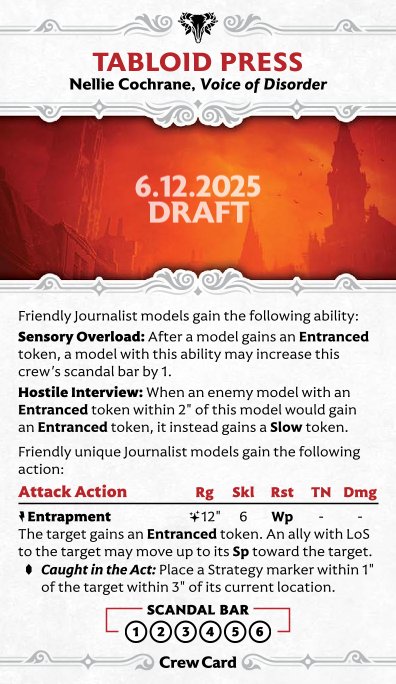 TABLOID PRESS
Nellie Cochrane, Voice of Disorder
6.12.2025
DRAFT
Friendly Journalist models gain the following ability:
Sensory Overload: After a model gains an Entranced
token, a model with this ability may increase this
crew's scandal bar by 1.
Hostile Interview: When an enemy model with an
Entranced token within 2" of this model would gain
an Entranced token, it instead gains a Slow token.
Friendly unique Journalist models gain the following
action:
Attack Action Rg Skl Rst TN Dmg
Entrapment 12" 6 Wp - -
The target gains an Entranced token. An ally with LoS
to the target may move up to its Sp toward the target.
Caught in the Act: Place a Strategy marker within 1"
of the target within 3" of its current location.
SCANDAL BAR
1 2 3 4 5 6
Crew Card